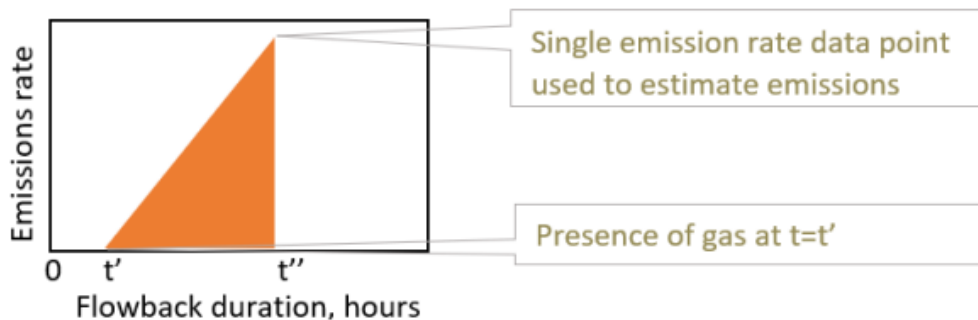 Emissions rate
Single emission rate data point
used to estimate emissions
Presence of gas at t=t’
0 t’ t’’
Flowback duration, hours